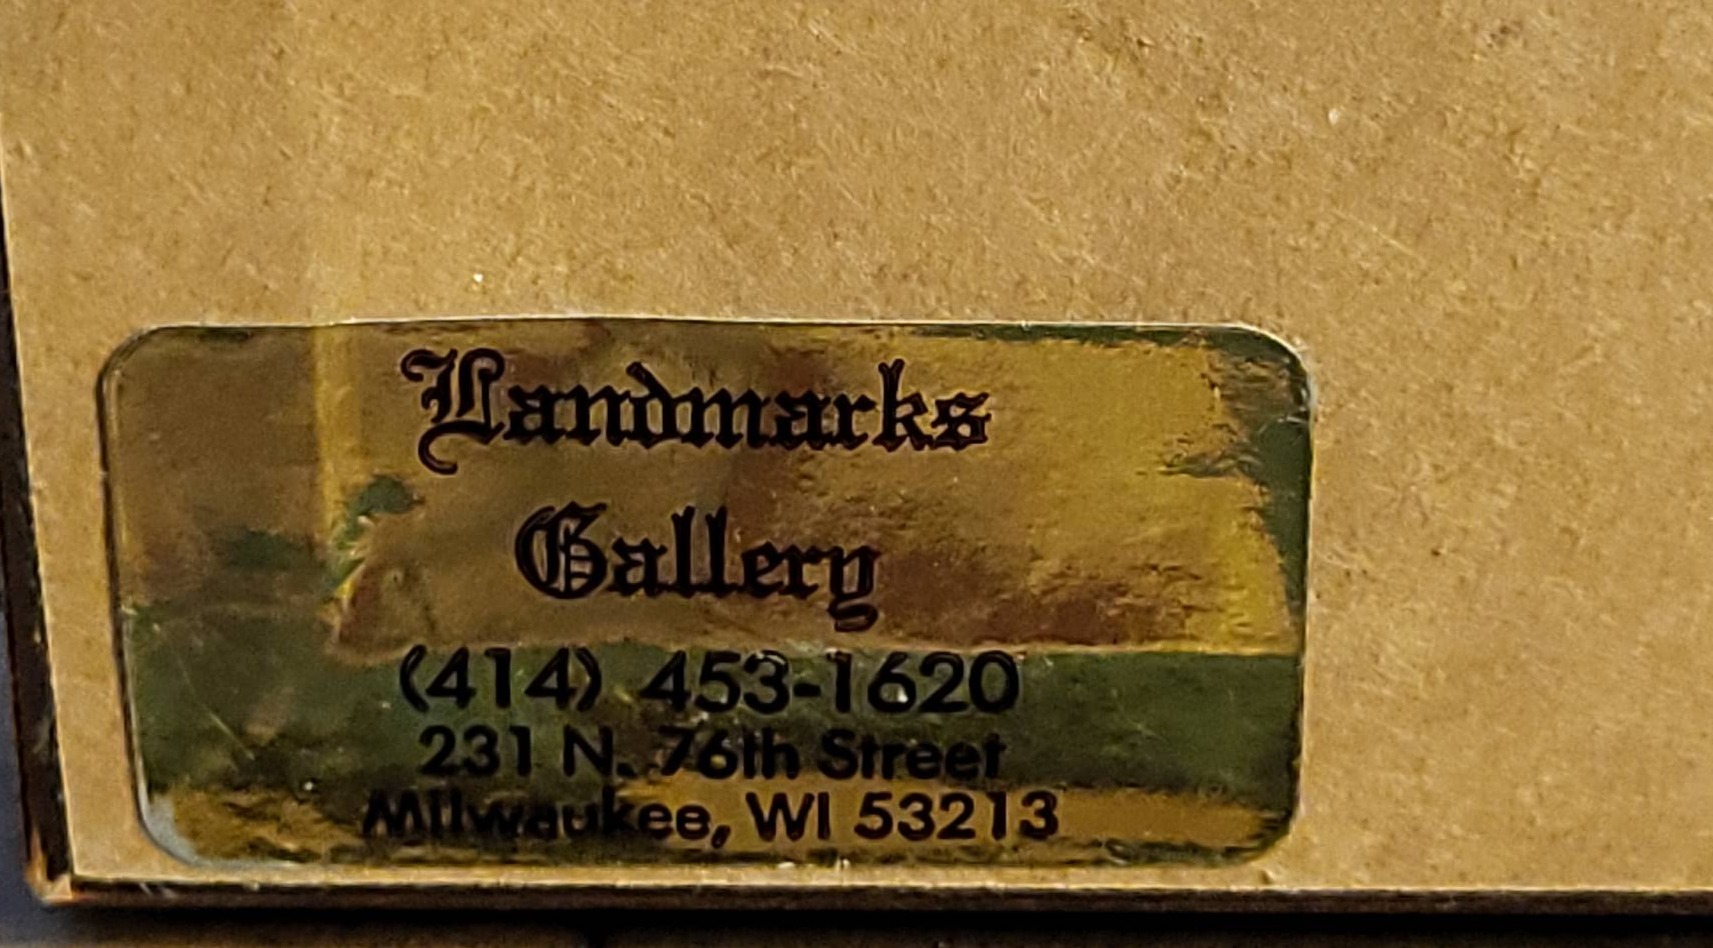 Landmarks
Gallery
(414) 453-1620
231 N. 76th Street
Milwaukee, WI 53213